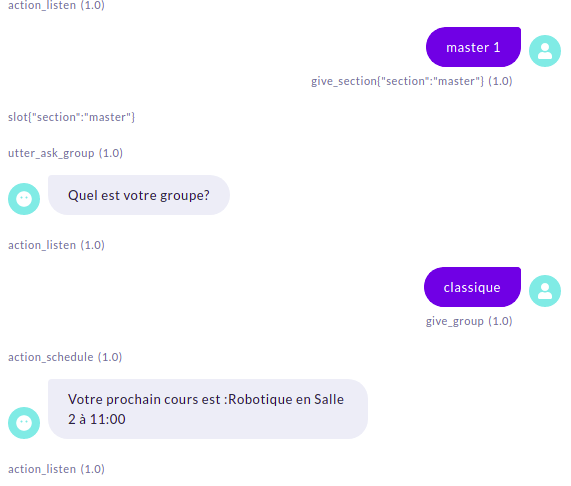 action_listen (1.0)
master 1
give_section{"section":"master"} (1.0)
slot{"section":"master"}
utter_ask_group (1.0)
Quel est votre groupe?
action_listen (1.0)
classique
give_group (1.0)
action_schedule (1.0)
Votre prochain cours est :Robotique en Salle
2 à 11:00
action_listen (1.0)